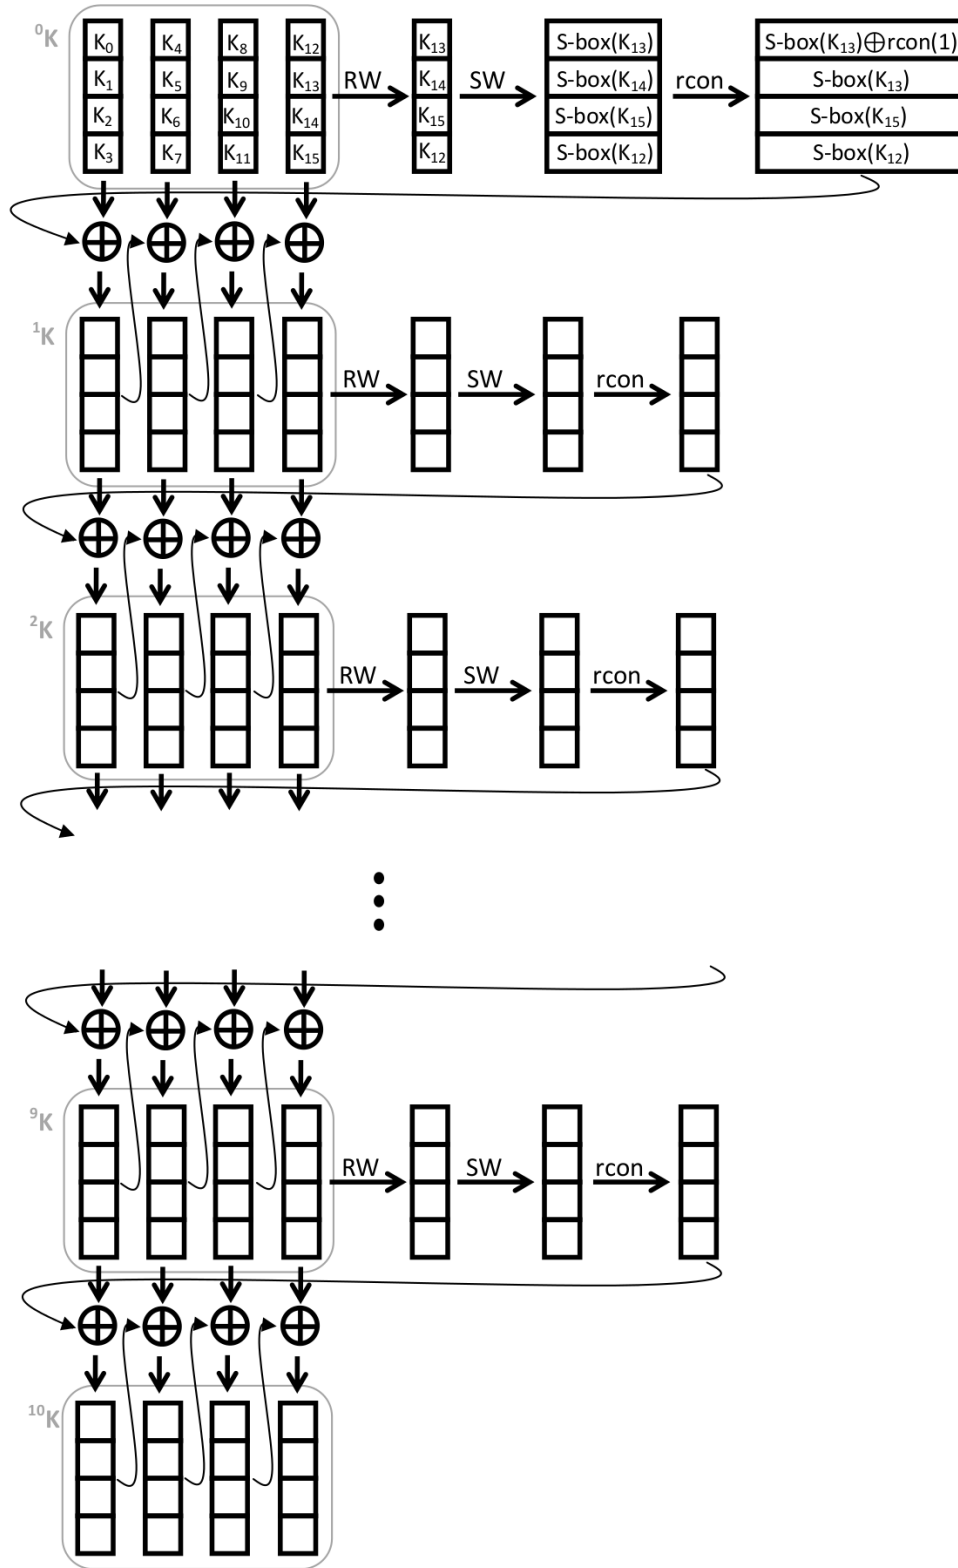 ⁰K
K₀ K₄ K₈ K₁₂ K₁₃ S-box(K₁₃) S-box(K₁₃)⊕rcon(1)
K₁ K₅ K₉ K₁₃ RW K₁₄ SW S-box(K₁₄) rcon S-box(K₁₃)
K₂ K₆ K₁₀ K₁₄ K₁₅ S-box(K₁₅) S-box(K₁₅)
K₃ K₇ K₁₁ K₁₅ K₁₂ S-box(K₁₂) S-box(K₁₂)
¹K
RW SW rcon
²K
RW SW rcon
⁹K
RW SW rcon
¹⁰K